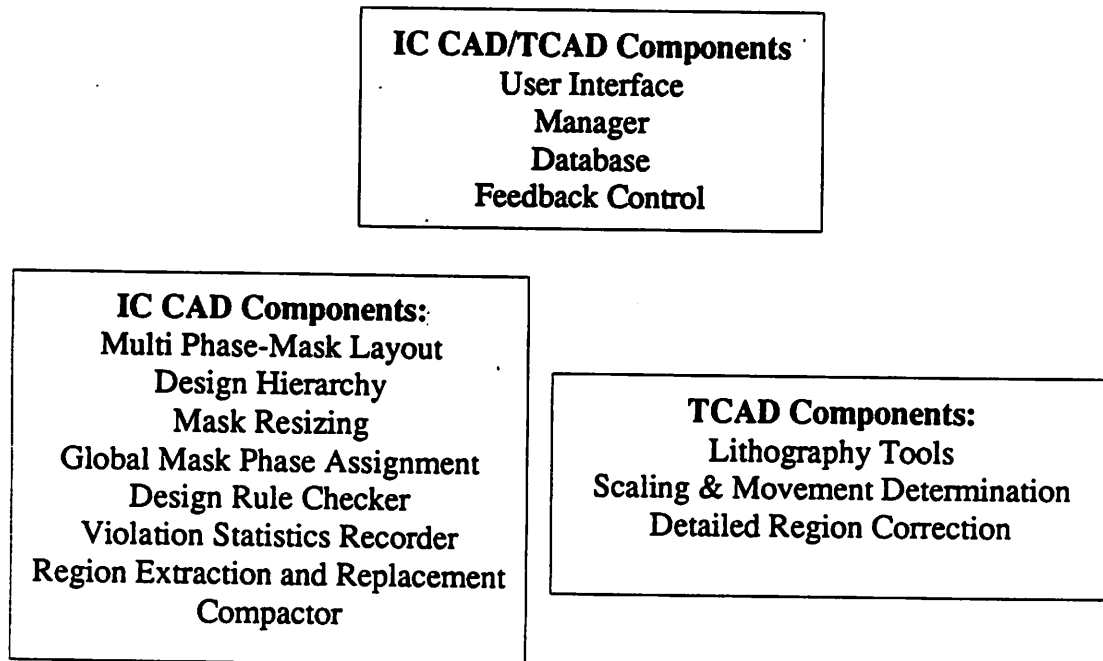 IC CAD/TCAD Components
User Interface
Manager
Database
Feedback Control
IC CAD Components:
Multi Phase-Mask Layout
Design Hierarchy
Mask Resizing
Global Mask Phase Assignment
Design Rule Checker
Violation Statistics Recorder
Region Extraction and Replacement
Compactor
TCAD Components:
Lithography Tools
Scaling & Movement Determination
Detailed Region Correction